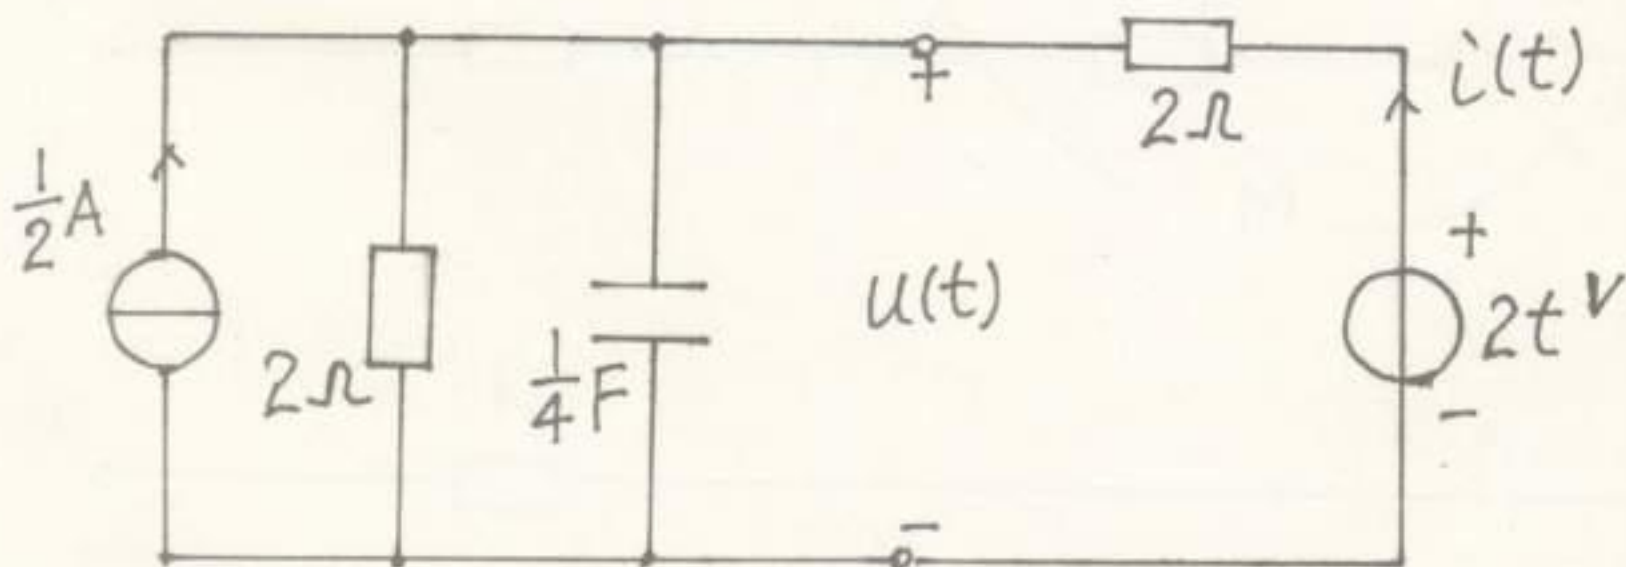 +
2Ω
i(t)
½A
2Ω
¼F
u(t)
+
2t V
-
-